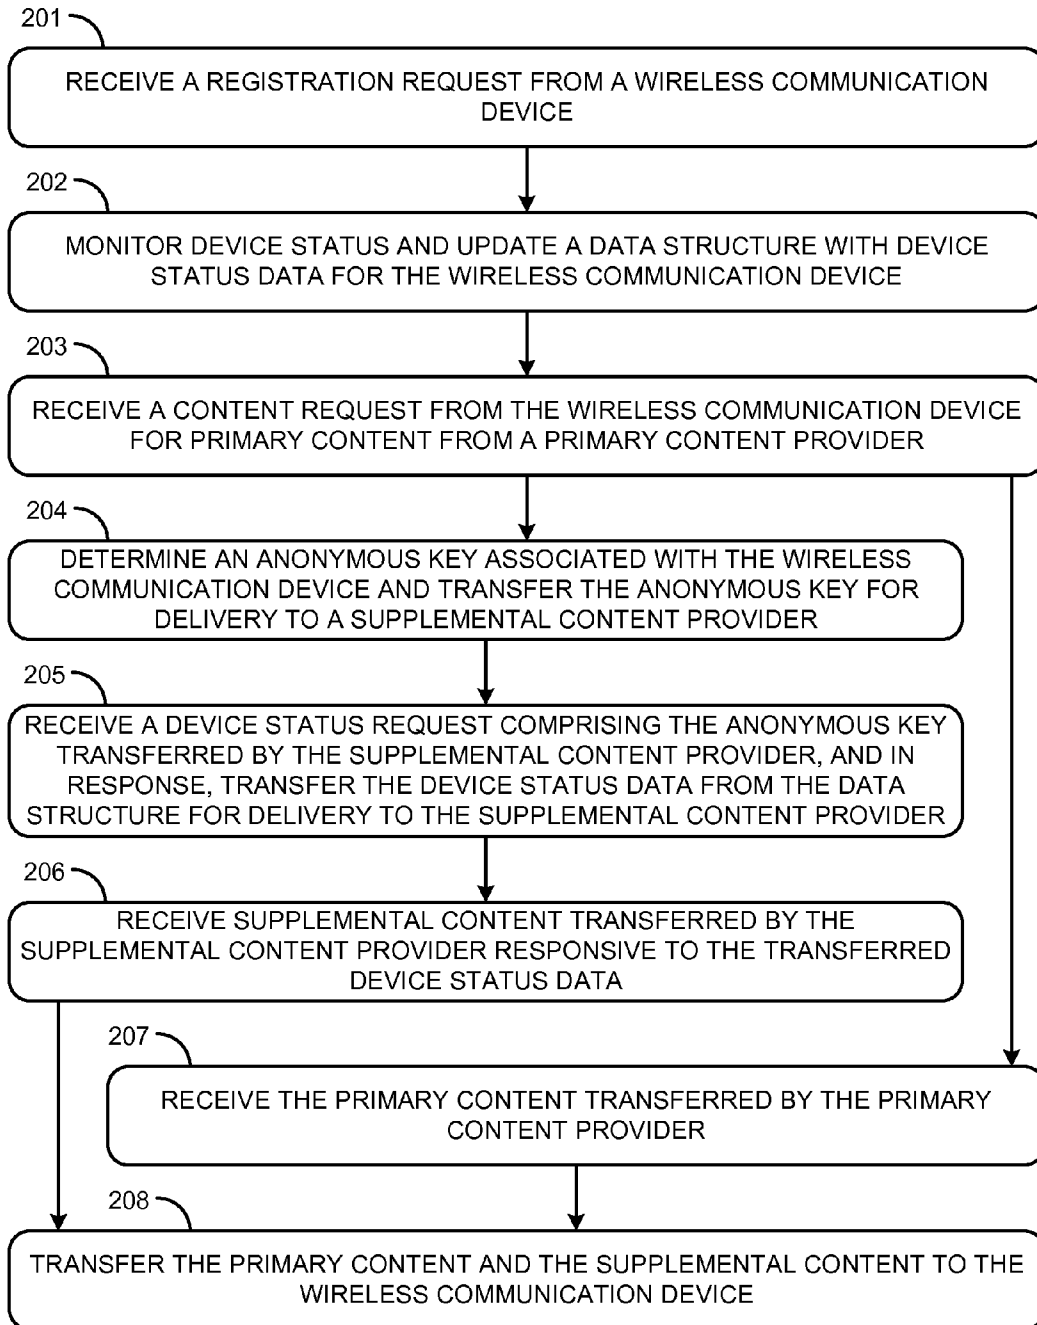 201
RECEIVE A REGISTRATION REQUEST FROM A WIRELESS COMMUNICATION
DEVICE
202
MONITOR DEVICE STATUS AND UPDATE A DATA STRUCTURE WITH DEVICE
STATUS DATA FOR THE WIRELESS COMMUNICATION DEVICE
203
RECEIVE A CONTENT REQUEST FROM THE WIRELESS COMMUNICATION DEVICE
FOR PRIMARY CONTENT FROM A PRIMARY CONTENT PROVIDER
204
DETERMINE AN ANONYMOUS KEY ASSOCIATED WITH THE WIRELESS
COMMUNICATION DEVICE AND TRANSFER THE ANONYMOUS KEY FOR
DELIVERY TO A SUPPLEMENTAL CONTENT PROVIDER
205
RECEIVE A DEVICE STATUS REQUEST COMPRISING THE ANONYMOUS KEY
TRANSFERRED BY THE SUPPLEMENTAL CONTENT PROVIDER, AND IN
RESPONSE, TRANSFER THE DEVICE STATUS DATA FROM THE DATA
STRUCTURE FOR DELIVERY TO THE SUPPLEMENTAL CONTENT PROVIDER
206
RECEIVE SUPPLEMENTAL CONTENT TRANSFERRED BY THE
SUPPLEMENTAL CONTENT PROVIDER RESPONSIVE TO THE TRANSFERRED
DEVICE STATUS DATA
207
RECEIVE THE PRIMARY CONTENT TRANSFERRED BY THE PRIMARY
CONTENT PROVIDER
208
TRANSFER THE PRIMARY CONTENT AND THE SUPPLEMENTAL CONTENT TO THE
WIRELESS COMMUNICATION DEVICE